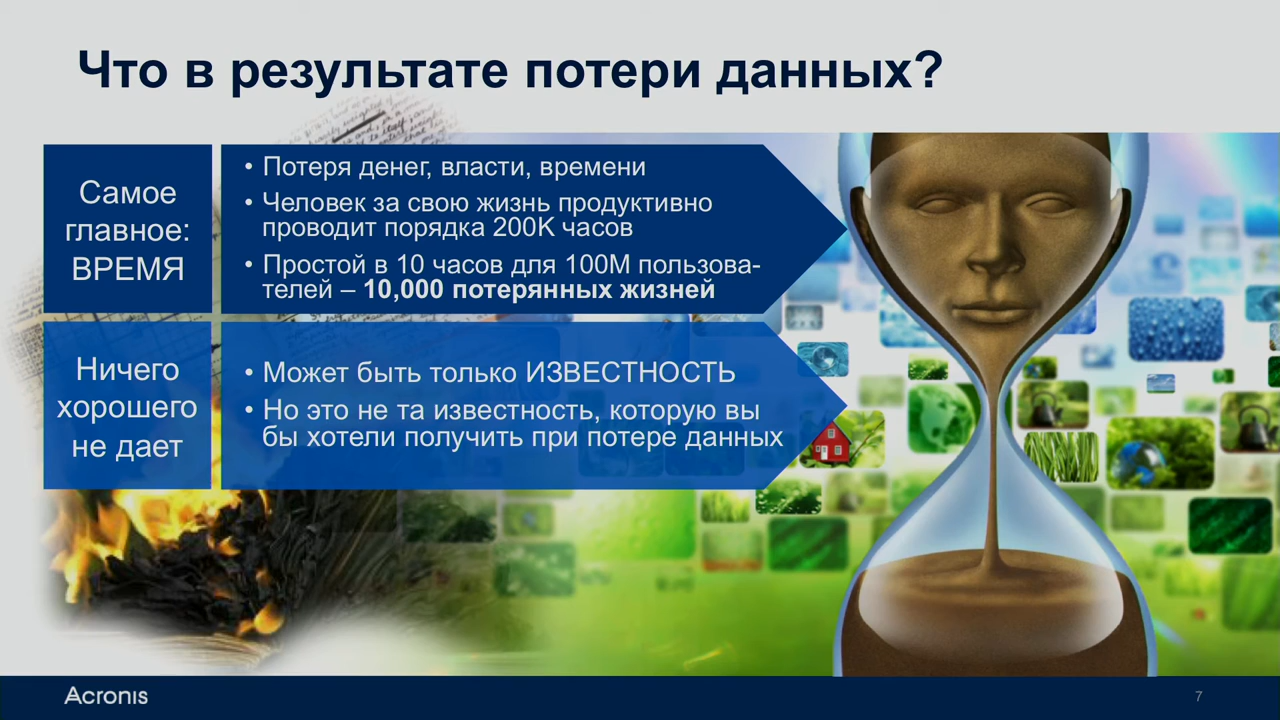 Что в результате потери данных?
Самое
главное:
ВРЕМЯ
• Потеря денег, власти, времени
• Человек за свою жизнь продуктивно
проводит порядка 200K часов
• Простой в 10 часов для 100M пользова-
телей – 10,000 потерянных жизней
Ничего
хорошего
не дает
• Может быть только ИЗВЕСТНОСТЬ
• Но это не та известность, которую вы
бы хотели получить при потере данных
Acronis
7